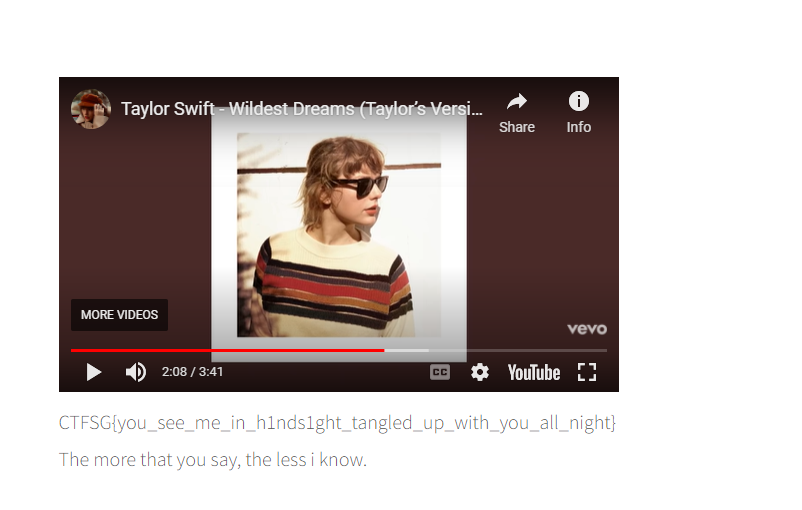 Taylor Swift - Wildest Dreams (Taylor's Versi...
Share
Info
MORE VIDEOS
vevo
2:08 / 3:41
CC
YouTube
CTFSG{you_see_me_in_h1nds1ght_tangled_up_with_you_all_night}
The more that you say, the less i know.